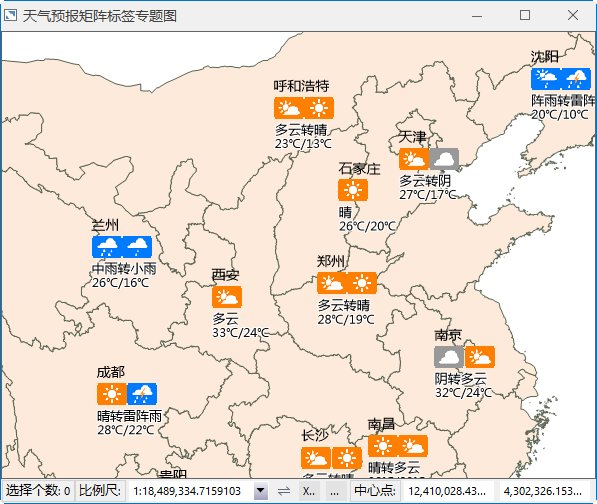 天气预报矩阵标签专题图
沈阳
阵雨转雷阵
20℃/10℃
呼和浩特
多云转晴
23℃/13℃
天津
多云转阴
27℃/17℃
石家庄
晴
26℃/20℃
兰州
中雨转小雨
26℃/16℃
西安
多云
33℃/24℃
郑州
多云转晴
28℃/19℃
南京
阴转多云
32℃/24℃
成都
晴转雷阵雨
28℃/22℃
长沙
多云转晴
南昌
晴转多云
贵阳
选择个数: 0 比例尺: 1:18,489,334.7159103 X... ... 中心点: 12,410,028.43... 4,302,326.153...